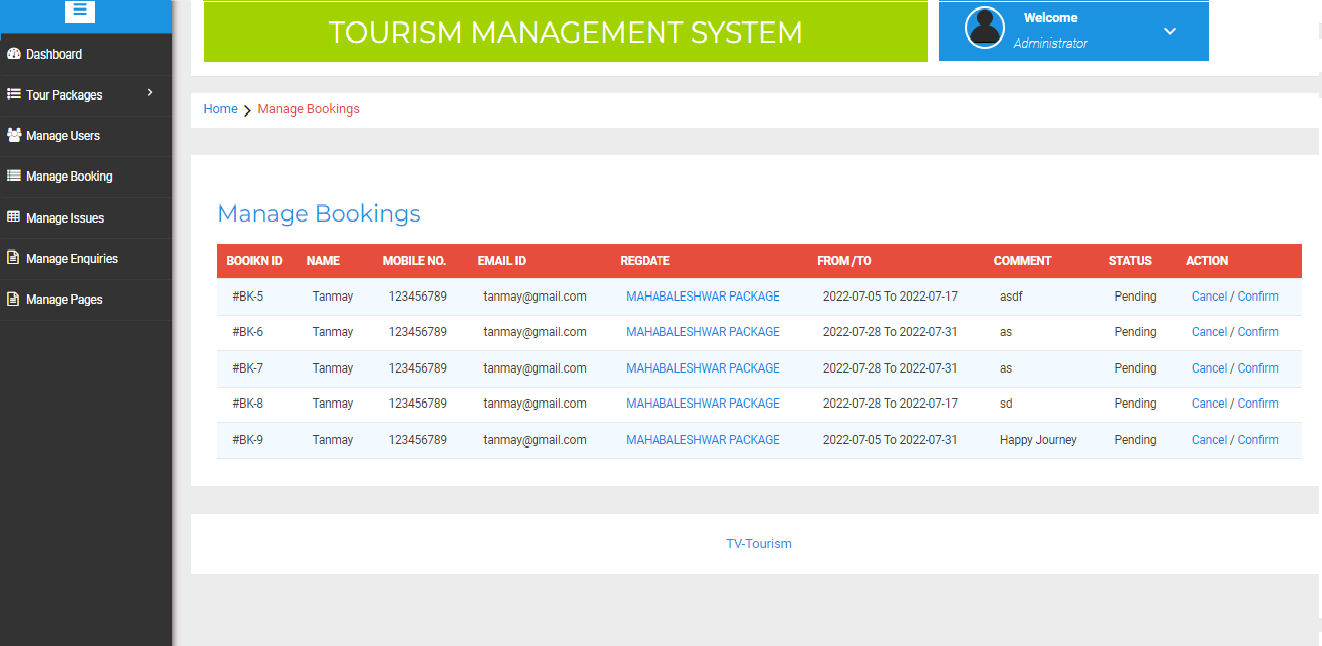 TOURISM MANAGEMENT SYSTEM
Welcome
Administrator
Dashboard
Tour Packages
Manage Users
Manage Booking
Manage Issues
Manage Enquiries
Manage Pages
Home Manage Bookings
Manage Bookings
BOOIKN ID NAME MOBILE NO. EMAIL ID REGDATE FROM /TO COMMENT STATUS ACTION
#BK-5 Tanmay 123456789 tanmay@gmail.com MAHABALESHWAR PACKAGE 2022-07-05 To 2022-07-17 asdf Pending Cancel / Confirm
#BK-6 Tanmay 123456789 tanmay@gmail.com MAHABALESHWAR PACKAGE 2022-07-28 To 2022-07-31 as Pending Cancel / Confirm
#BK-7 Tanmay 123456789 tanmay@gmail.com MAHABALESHWAR PACKAGE 2022-07-28 To 2022-07-31 as Pending Cancel / Confirm
#BK-8 Tanmay 123456789 tanmay@gmail.com MAHABALESHWAR PACKAGE 2022-07-28 To 2022-07-17 sd Pending Cancel / Confirm
#BK-9 Tanmay 123456789 tanmay@gmail.com MAHABALESHWAR PACKAGE 2022-07-05 To 2022-07-31 Happy Journey Pending Cancel / Confirm
TV-Tourism